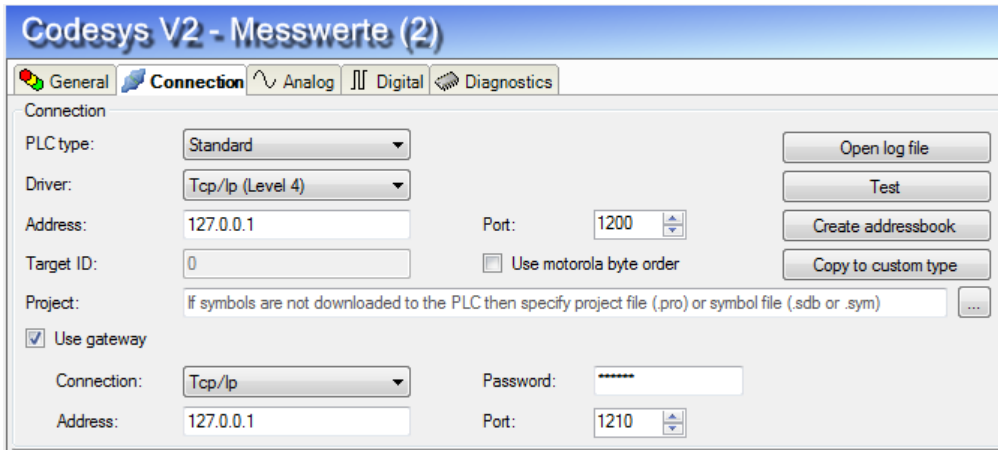 Codesys V2 - Messwerte (2)
General Connection Analog Digital Diagnostics
Connection
PLC type: Standard Open log file
Driver: Tcp/Ip (Level 4) Test
Address: 127.0.0.1 Port: 1200 Create addressbook
Target ID: 0 Use motorola byte order Copy to custom type
Project: If symbols are not downloaded to the PLC then specify project file (.pro) or symbol file (.sdb or .sym) ...
Use gateway
Connection: Tcp/Ip Password: ******
Address: 127.0.0.1 Port: 1210